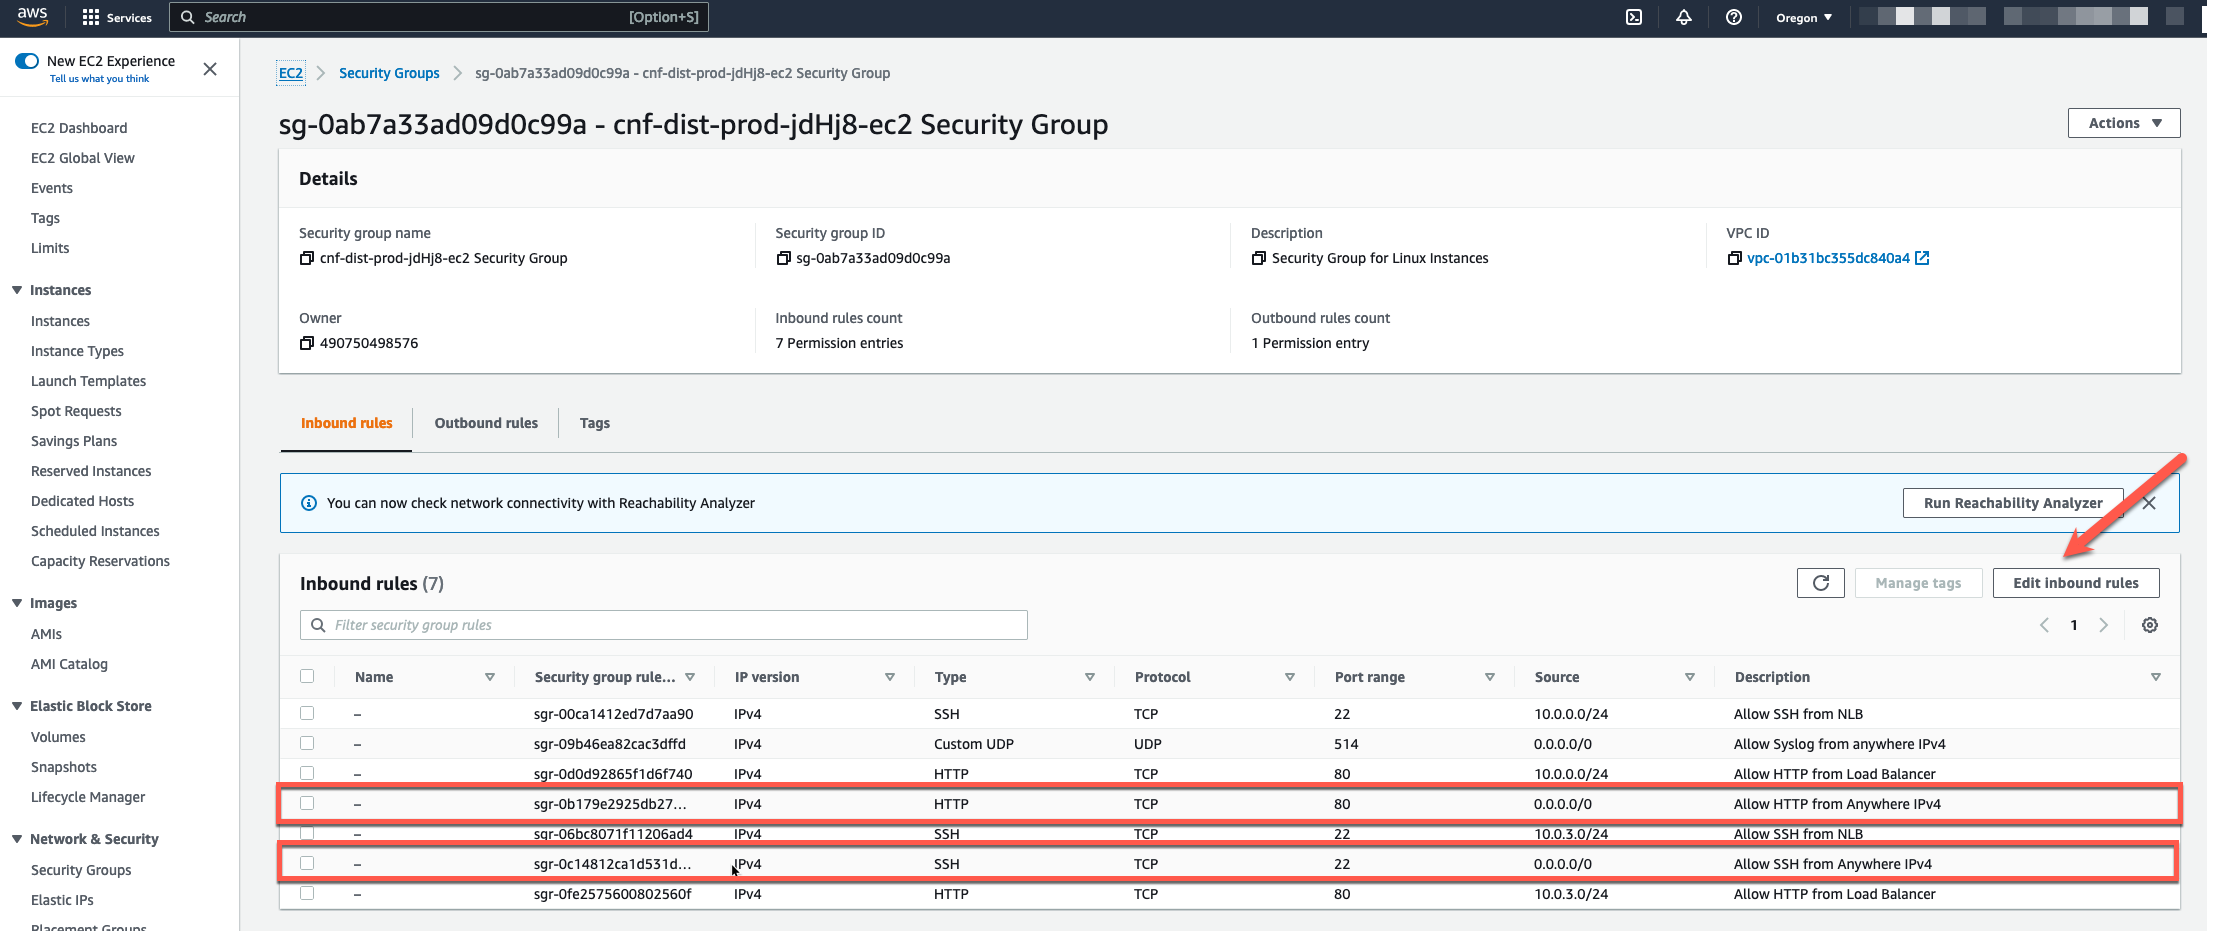 aws Services Search [Option+S] Oregon
New EC2 Experience
Tell us what you think
EC2 Dashboard
EC2 Global View
Events
Tags
Limits
Instances
Instances
Instance Types
Launch Templates
Spot Requests
Savings Plans
Reserved Instances
Dedicated Hosts
Scheduled Instances
Capacity Reservations
Images
AMIs
AMI Catalog
Elastic Block Store
Volumes
Snapshots
Lifecycle Manager
Network & Security
Security Groups
Elastic IPs
Placement Groups
EC2 Security Groups sg-0ab7a33ad09d0c99a - cnf-dist-prod-jdHj8-ec2 Security Group
sg-0ab7a33ad09d0c99a - cnf-dist-prod-jdHj8-ec2 Security Group Actions
Details
Security group name Security group ID Description VPC ID
cnf-dist-prod-jdHj8-ec2 Security Group sg-0ab7a33ad09d0c99a Security Group for Linux Instances vpc-01b31bc355dc840a4
Owner Inbound rules count Outbound rules count
490750498576 7 Permission entries 1 Permission entry
Inbound rules Outbound rules Tags
You can now check network connectivity with Reachability Analyzer Run Reachability Analyzer
Inbound rules (7) Manage tags Edit inbound rules
Filter security group rules 1
Name Security group rule... IP version Type Protocol Port range Source Description
– sgr-00ca1412ed7d7aa90 IPv4 SSH TCP 22 10.0.0.0/24 Allow SSH from NLB
– sgr-09b46ea82cac3dffd IPv4 Custom UDP UDP 514 0.0.0.0/0 Allow Syslog from anywhere IPv4
– sgr-0d0d92865f1d6f740 IPv4 HTTP TCP 80 10.0.0.0/24 Allow HTTP from Load Balancer
– sgr-0b179e2925db27... IPv4 HTTP TCP 80 0.0.0.0/0 Allow HTTP from Anywhere IPv4
– sgr-06bc8071f11206ad4 IPv4 SSH TCP 22 10.0.3.0/24 Allow SSH from NLB
– sgr-0c14812ca1d531d... IPv4 SSH TCP 22 0.0.0.0/0 Allow SSH from Anywhere IPv4
– sgr-0fe2575600802560f IPv4 HTTP TCP 80 10.0.3.0/24 Allow HTTP from Load Balancer